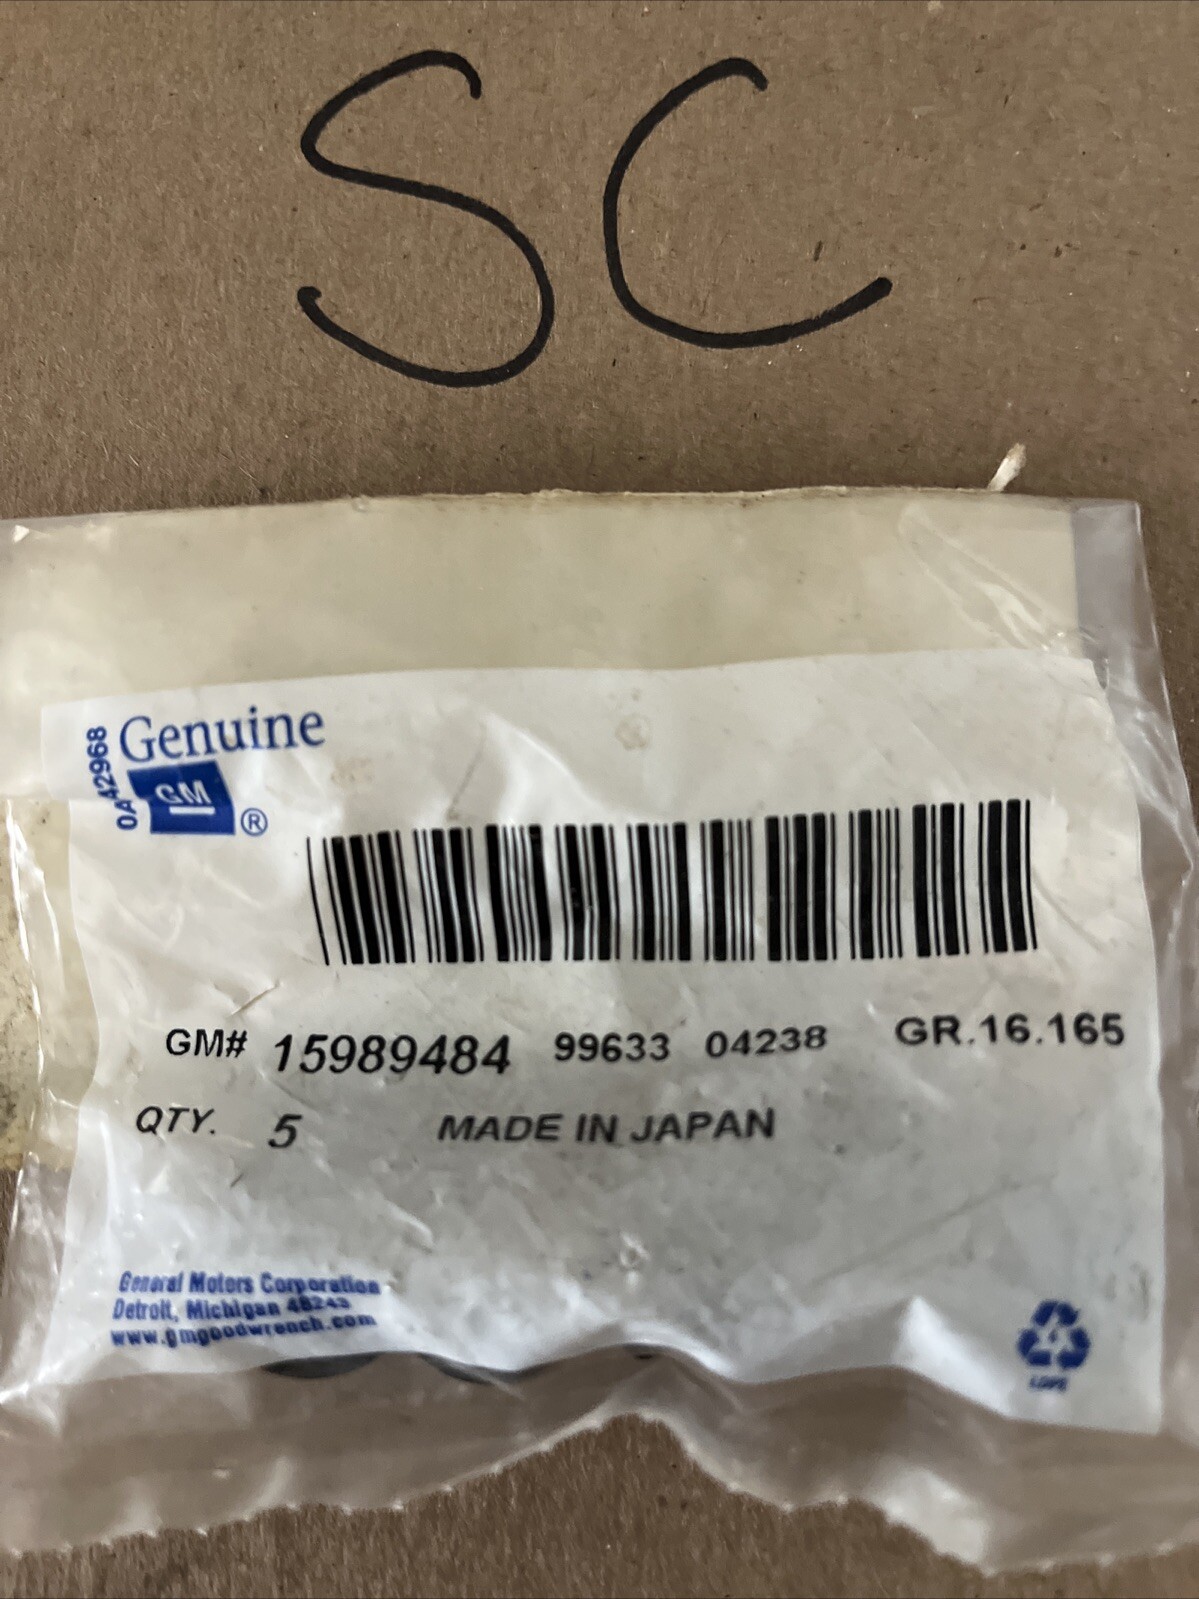 SC
Genuine
0A42968
GM ®
GM# 15989484 99633 04238 GR.16.165
QTY. 5 MADE IN JAPAN
General Motors Corporation
Detroit, Michigan 48243
www.gmgoodwrench.com
LDPE